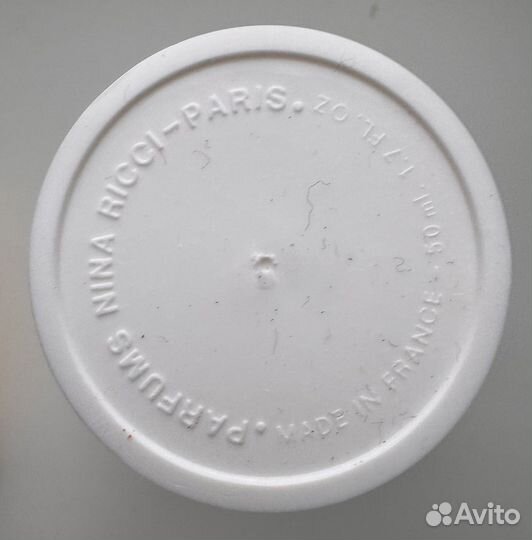 .PARFUMS NINA RICCI-PARIS.
MADE IN FRANCE - 50 ml. 1.7 FL. OZ
Avito